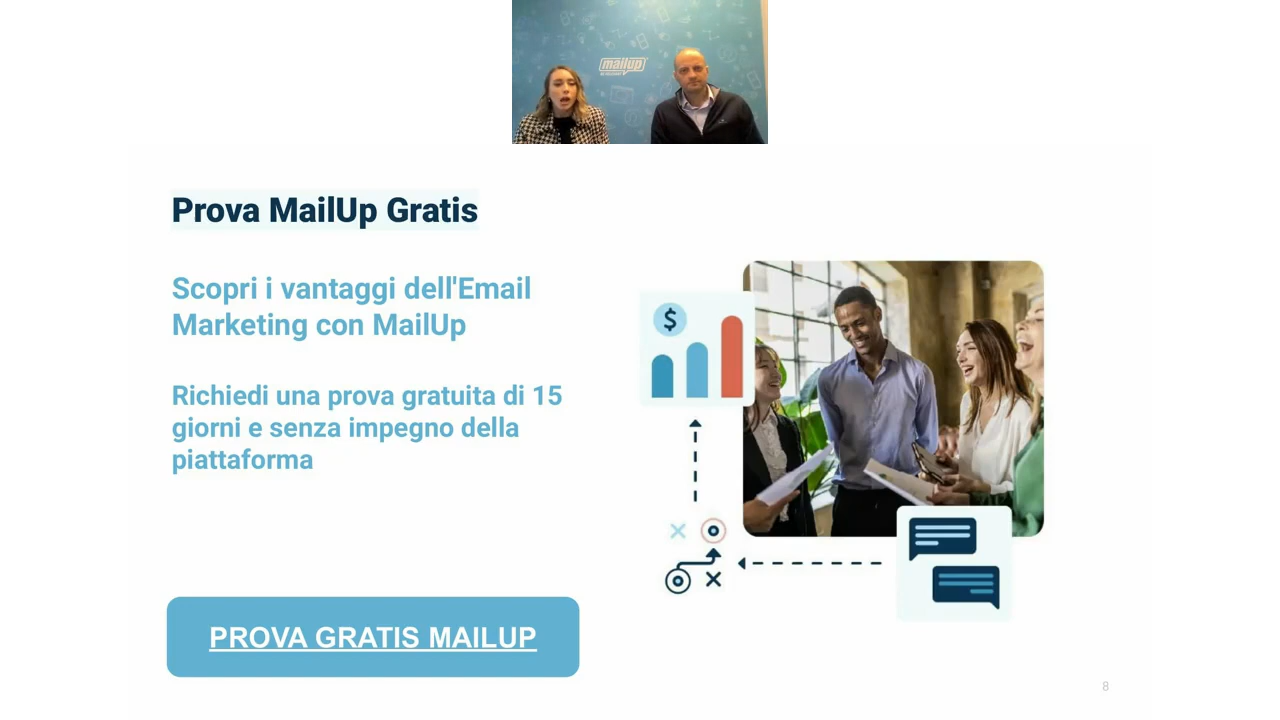 mailup
Prova MailUp Gratis
Scopri i vantaggi dell'Email
Marketing con MailUp
Richiedi una prova gratuita di 15
giorni e senza impegno della
piattaforma
$
PROVA GRATIS MAILUP
8